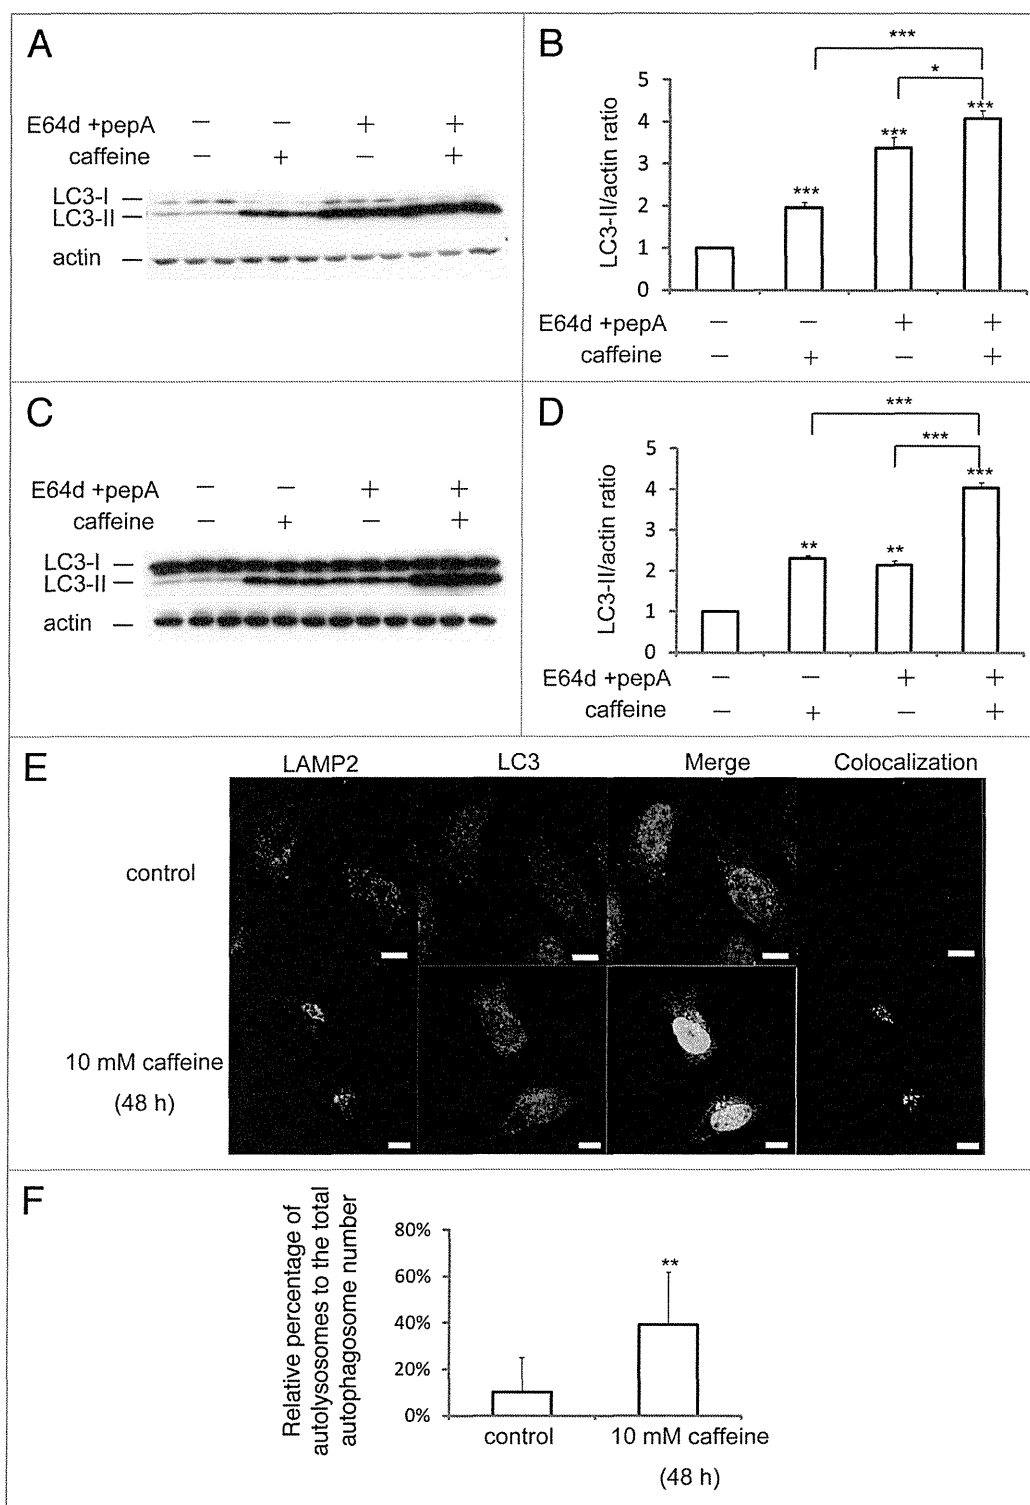 A
E64d +pepA − − + +
caffeine − + − +
LC3-I
LC3-II
actin
B
***
*
***
***
***
LC3-II/actin ratio
5
4
3
2
1
0
E64d +pepA − − + +
caffeine − + − +
C
E64d +pepA − − + +
caffeine − + − +
LC3-I
LC3-II
actin
D
***
***
***
**
**
LC3-II/actin ratio
5
4
3
2
1
0
E64d +pepA − − + +
caffeine − + − +
E
LAMP2 LC3 Merge Colocalization
control
10 mM caffeine
(48 h)
F
Relative percentage of
autolysosomes to the total
autophagosome number
80%
60%
40%
20%
0%
**
control 10 mM caffeine
(48 h)